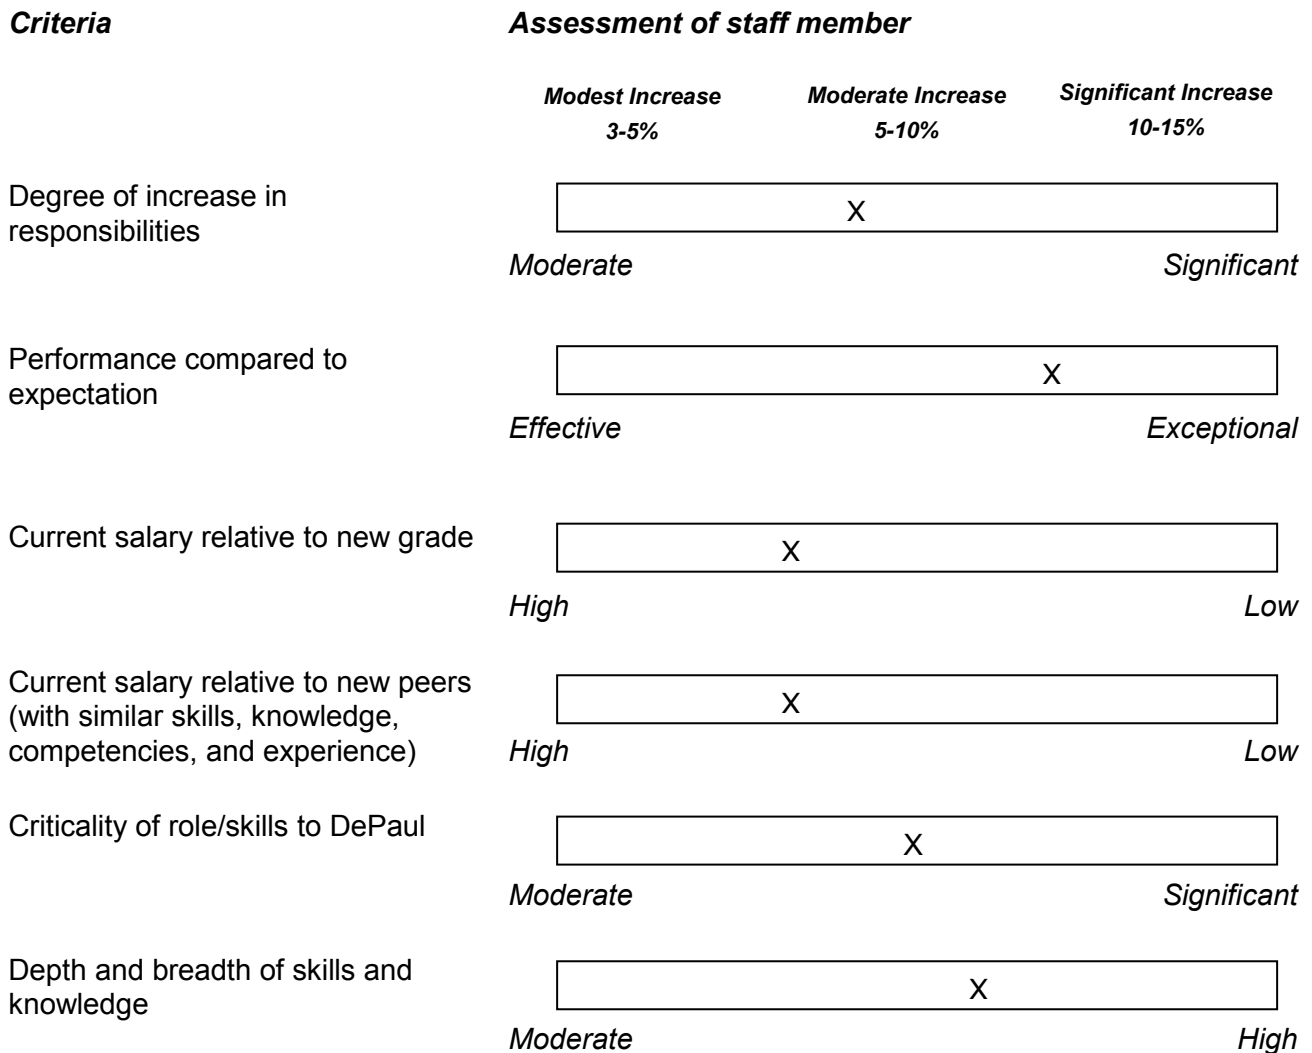 Criteria
Assessment of staff member
Modest Increase
3-5%
Moderate Increase
5-10%
Significant Increase
10-15%
Degree of increase in
responsibilities
X
Moderate
Significant
Performance compared to
expectation
X
Effective
Exceptional
Current salary relative to new grade
X
High
Low
Current salary relative to new peers
(with similar skills, knowledge,
competencies, and experience)
X
High
Low
Criticality of role/skills to DePaul
X
Moderate
Significant
Depth and breadth of skills and
knowledge
X
Moderate
High